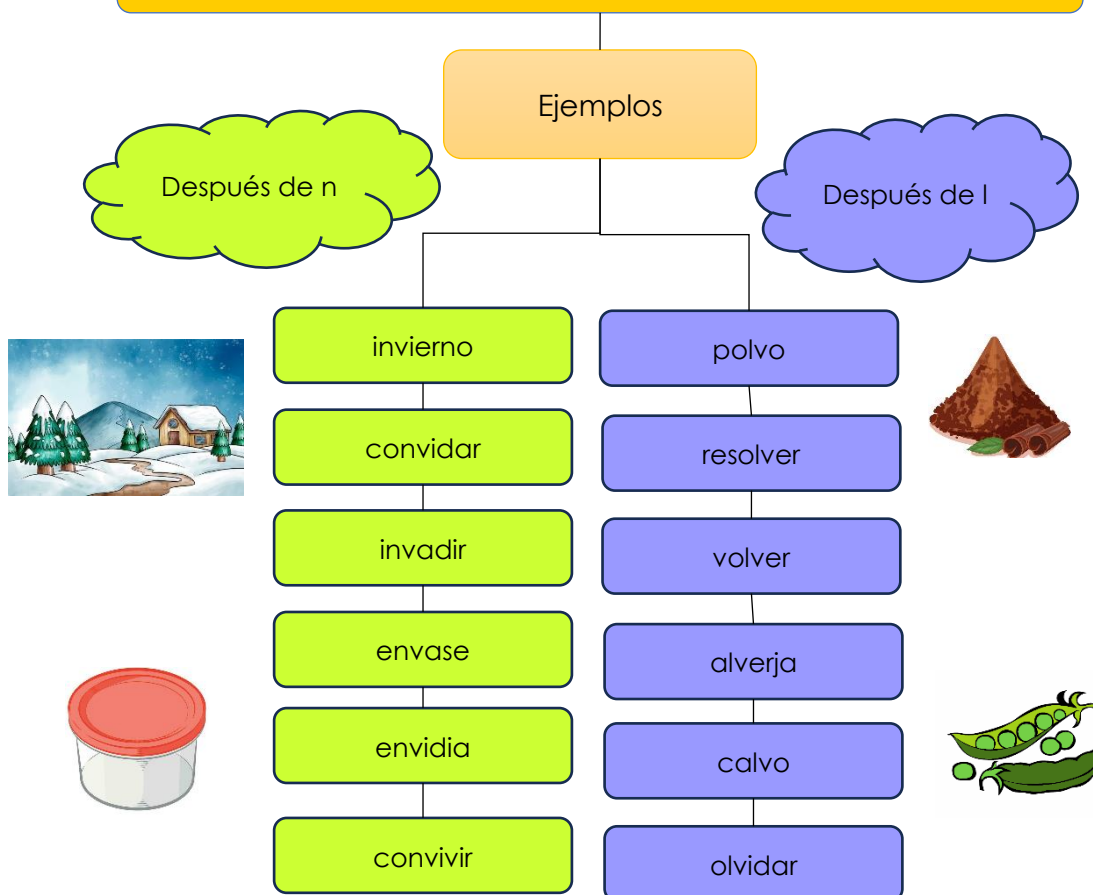 Ejemplos
Después de n
Después de l
invierno
convidar
invadir
envase
envidia
convivir
polvo
resolver
volver
alverja
calvo
olvidar